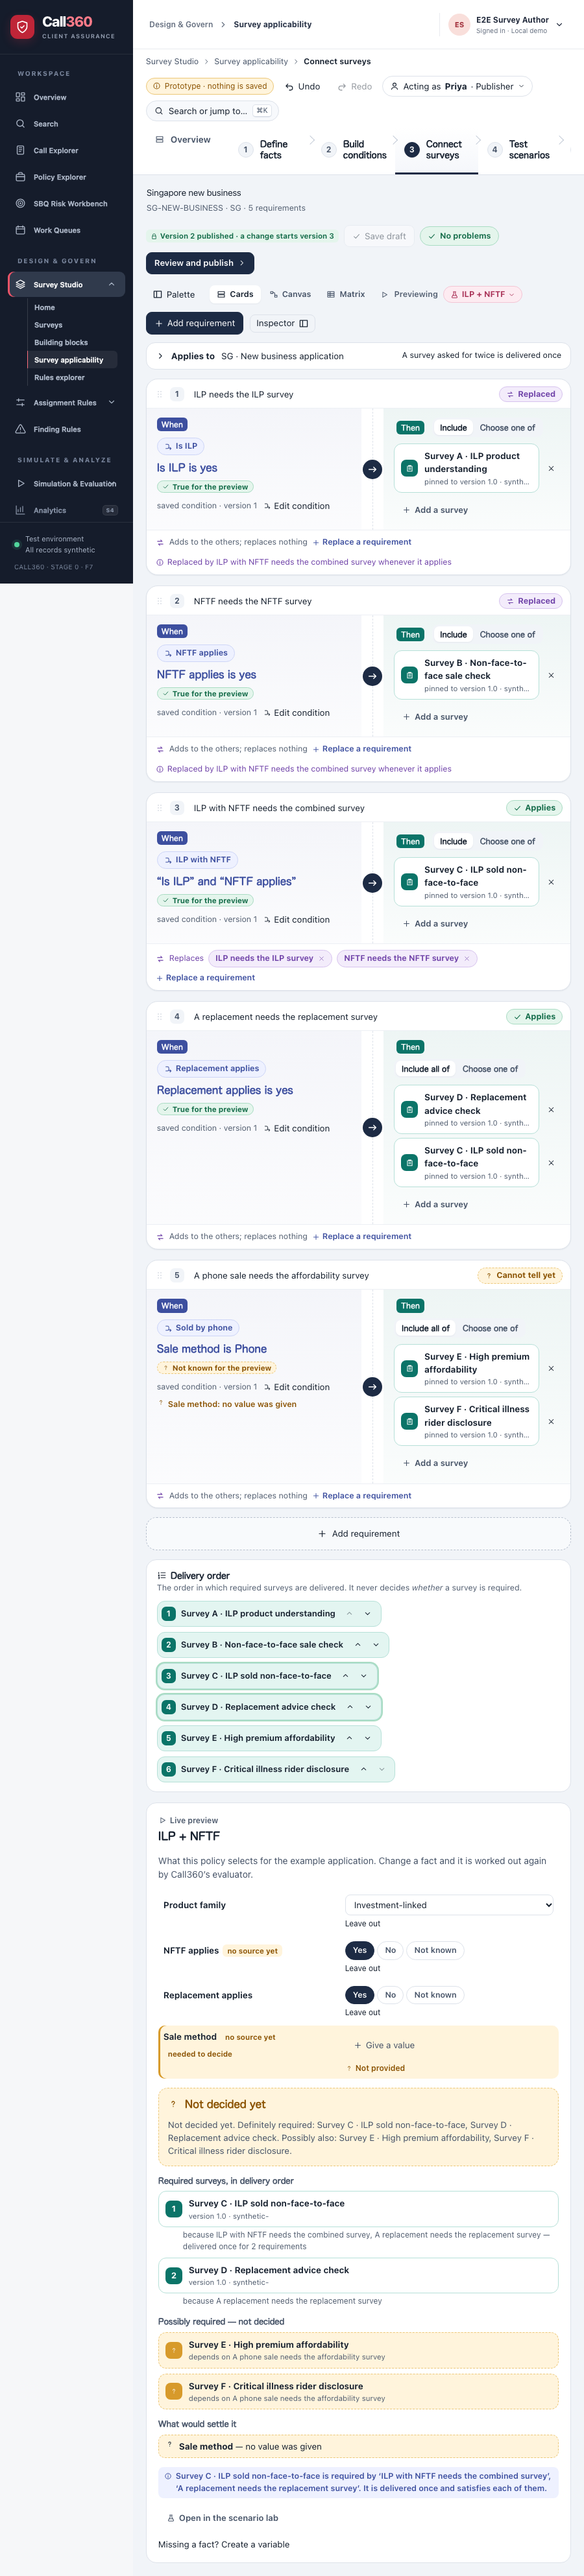 Call360
CLIENT ASSURANCE
WORKSPACE
Overview
Search
Call Explorer
Policy Explorer
SBQ Risk Workbench
Work Queues
DESIGN & GOVERN
Survey Studio
Home
Surveys
Building blocks
Survey applicability
Rules explorer
Assignment Rules
Finding Rules
SIMULATE & ANALYZE
Simulation & Evaluation
Analytics S4
Test environment
All records synthetic
CALL360 · STAGE 0 · F7
Design & Govern > Survey applicability
ES E2E Survey Author
Signed in · Local demo
Survey Studio > Survey applicability > Connect surveys
Prototype · nothing is saved Undo Redo Acting as Priya · Publisher
Search or jump to... ⌘K
Overview
1 Define facts
2 Build conditions
3 Connect surveys
4 Test scenarios
Singapore new business
SG-NEW-BUSINESS · SG · 5 requirements
Version 2 published · a change starts version 3 Save draft No problems
Review and publish
Palette Cards Canvas Matrix Previewing ILP + NFTF
+ Add requirement Inspector
Applies to SG · New business application A survey asked for twice is delivered once
1 ILP needs the ILP survey Replaced
When
Is ILP
Is ILP is yes
True for the preview
saved condition · version 1 Edit condition
Then Include Choose one of
Survey A · ILP product understanding
pinned to version 1.0 · synth...
+ Add a survey
Adds to the others; replaces nothing + Replace a requirement
Replaced by ILP with NFTF needs the combined survey whenever it applies
2 NFTF needs the NFTF survey Replaced
When
NFTF applies
NFTF applies is yes
True for the preview
saved condition · version 1 Edit condition
Then Include Choose one of
Survey B · Non-face-to-face sale check
pinned to version 1.0 · synth...
+ Add a survey
Adds to the others; replaces nothing + Replace a requirement
Replaced by ILP with NFTF needs the combined survey whenever it applies
3 ILP with NFTF needs the combined survey Applies
When
ILP with NFTF
“Is ILP” and “NFTF applies”
True for the preview
saved condition · version 1 Edit condition
Then Include Choose one of
Survey C · ILP sold non-face-to-face
pinned to version 1.0 · synth...
+ Add a survey
Replaces ILP needs the ILP survey × NFTF needs the NFTF survey ×
+ Replace a requirement
4 A replacement needs the replacement survey Applies
When
Replacement applies
Replacement applies is yes
True for the preview
saved condition · version 1 Edit condition
Then
Include all of Choose one of
Survey D · Replacement advice check
pinned to version 1.0 · synth...
Survey C · ILP sold non-face-to-face
pinned to version 1.0 · synth...
+ Add a survey
Adds to the others; replaces nothing + Replace a requirement
5 A phone sale needs the affordability survey ? Cannot tell yet
When
Sold by phone
Sale method is Phone
? Not known for the preview
saved condition · version 1 Edit condition
? Sale method: no value was given
Then
Include all of Choose one of
Survey E · High premium affordability
pinned to version 1.0 · synth...
Survey F · Critical illness rider disclosure
pinned to version 1.0 · synth...
+ Add a survey
Adds to the others; replaces nothing + Replace a requirement
+ Add requirement
Delivery order
The order in which required surveys are delivered. It never decides whether a survey is required.
1 Survey A · ILP product understanding
2 Survey B · Non-face-to-face sale check
3 Survey C · ILP sold non-face-to-face
4 Survey D · Replacement advice check
5 Survey E · High premium affordability
6 Survey F · Critical illness rider disclosure
Live preview
ILP + NFTF
What this policy selects for the example application. Change a fact and it is worked out again
by Call360's evaluator.
Product family Investment-linked
Leave out
NFTF applies no source yet Yes No Not known
Leave out
Replacement applies Yes No Not known
Leave out
Sale method no source yet + Give a value
needed to decide
? Not provided
? Not decided yet
Not decided yet. Definitely required: Survey C · ILP sold non-face-to-face, Survey D ·
Replacement advice check. Possibly also: Survey E · High premium affordability, Survey F ·
Critical illness rider disclosure.
Required surveys, in delivery order
1 Survey C · ILP sold non-face-to-face
version 1.0 · synthetic-
because ILP with NFTF needs the combined survey, A replacement needs the replacement survey —
delivered once for 2 requirements
2 Survey D · Replacement advice check
version 1.0 · synthetic-
because A replacement needs the replacement survey
Possibly required — not decided
? Survey E · High premium affordability
depends on A phone sale needs the affordability survey
? Survey F · Critical illness rider disclosure
depends on A phone sale needs the affordability survey
What would settle it
? Sale method — no value was given
Survey C · ILP sold non-face-to-face is required by ‘ILP with NFTF needs the combined survey’,
‘A replacement needs the replacement survey’. It is delivered once and satisfies each of them.
Open in the scenario lab
Missing a fact? Create a variable